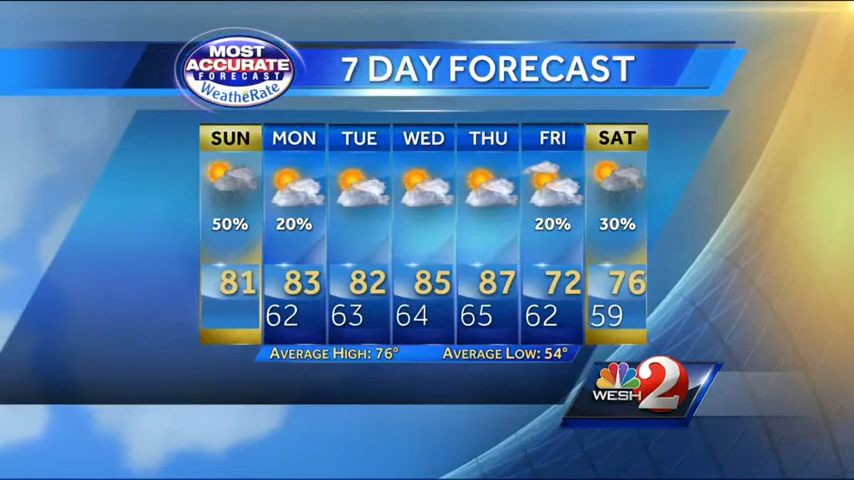 MOST
ACCURATE
FORECAST
WeatheRate
7 DAY FORECAST
SUN MON TUE WED THU FRI SAT
50% 20% 20% 30%
81 83 82 85 87 72 76
62 63 64 65 62 59
AVERAGE HIGH: 76° AVERAGE LOW: 54°
WESH 2